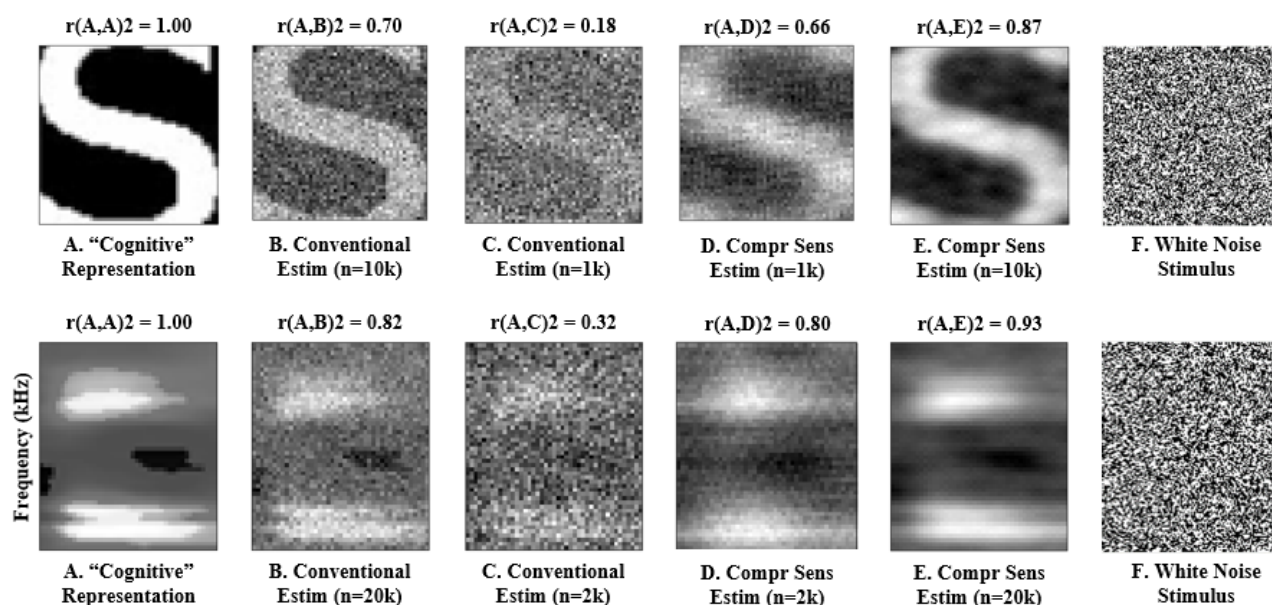 r(A,A)2 = 1.00 r(A,B)2 = 0.70 r(A,C)2 = 0.18 r(A,D)2 = 0.66 r(A,E)2 = 0.87
A. “Cognitive” B. Conventional C. Conventional D. Compr Sens E. Compr Sens F. White Noise
Representation Estim (n=10k) Estim (n=1k) Estim (n=1k) Estim (n=10k) Stimulus
r(A,A)2 = 1.00 r(A,B)2 = 0.82 r(A,C)2 = 0.32 r(A,D)2 = 0.80 r(A,E)2 = 0.93
Frequency (kHz)
A. “Cognitive” B. Conventional C. Conventional D. Compr Sens E. Compr Sens F. White Noise
Representation Estim (n=20k) Estim (n=2k) Estim (n=2k) Estim (n=20k) Stimulus